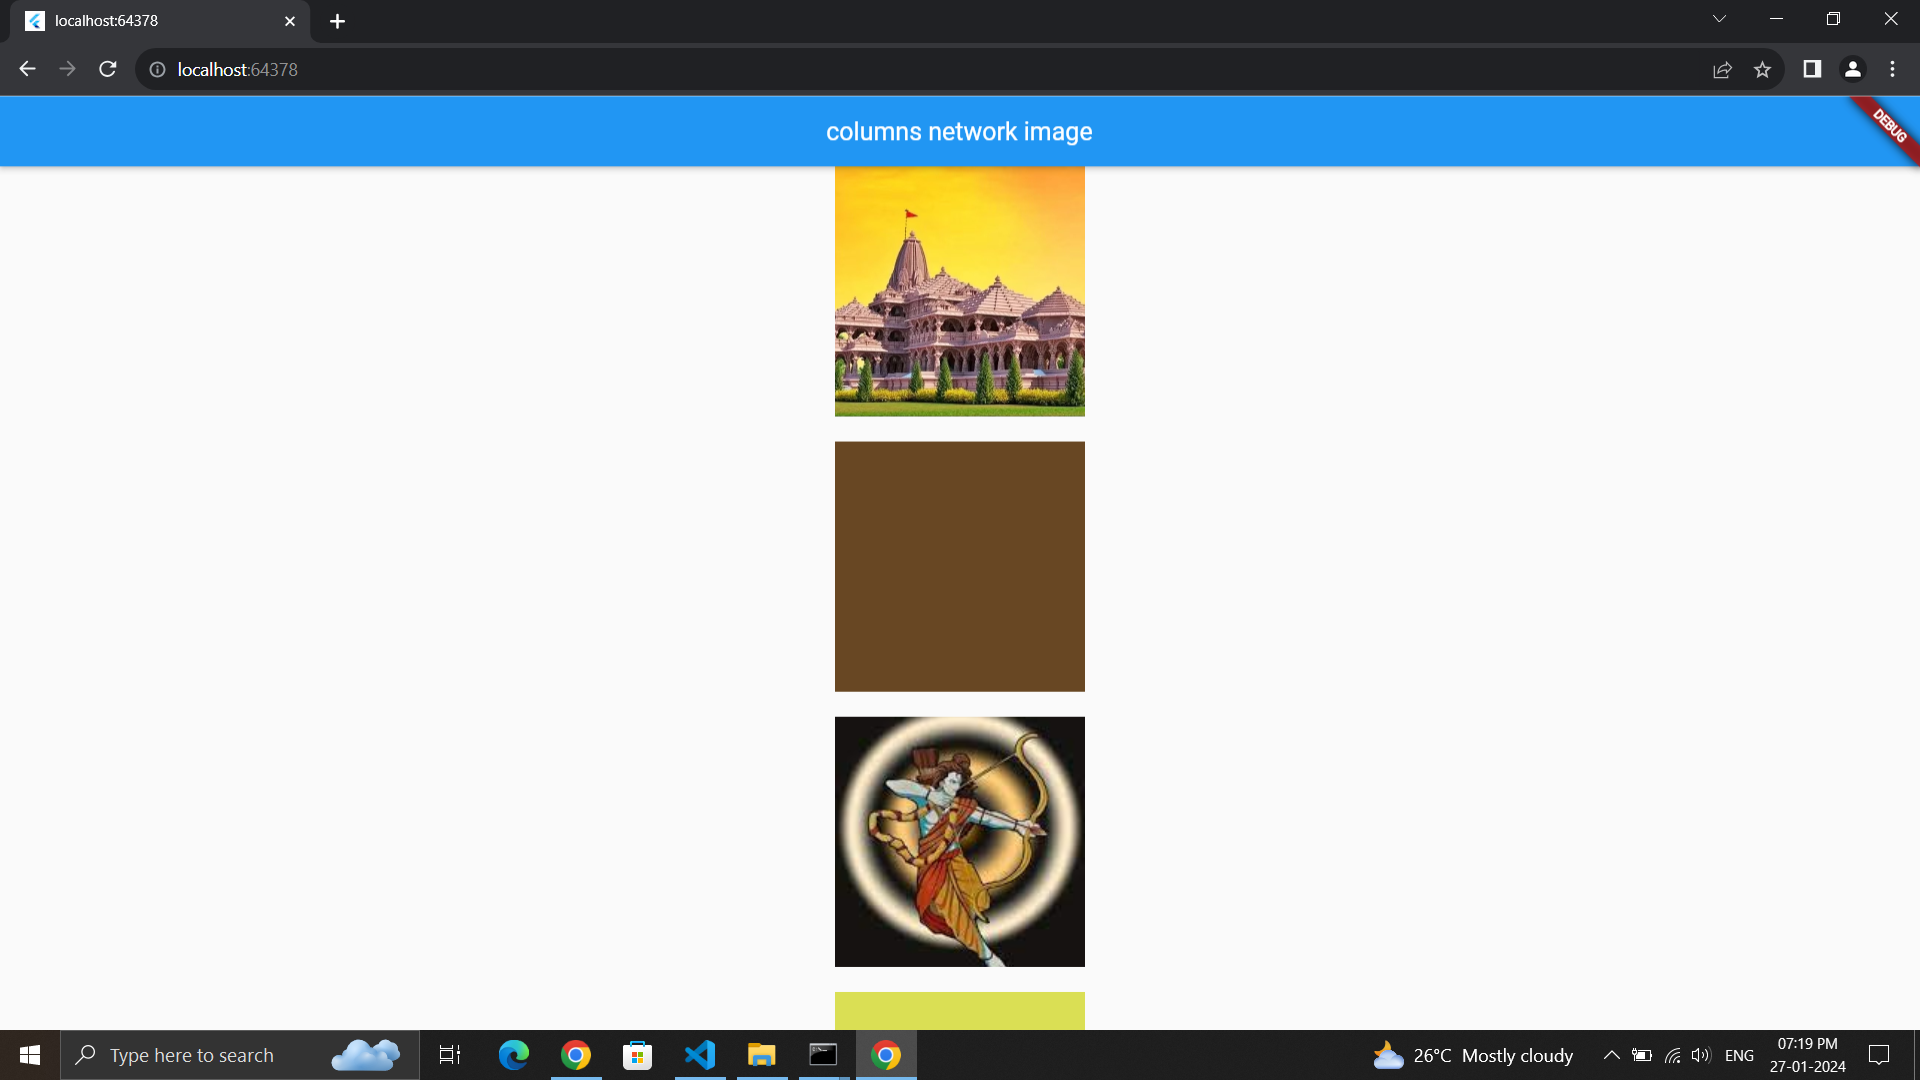 localhost:64378
localhost:64378
columns network image
DEBUG
Type here to search
26°C Mostly cloudy
ENG
07:19 PM
27-01-2024